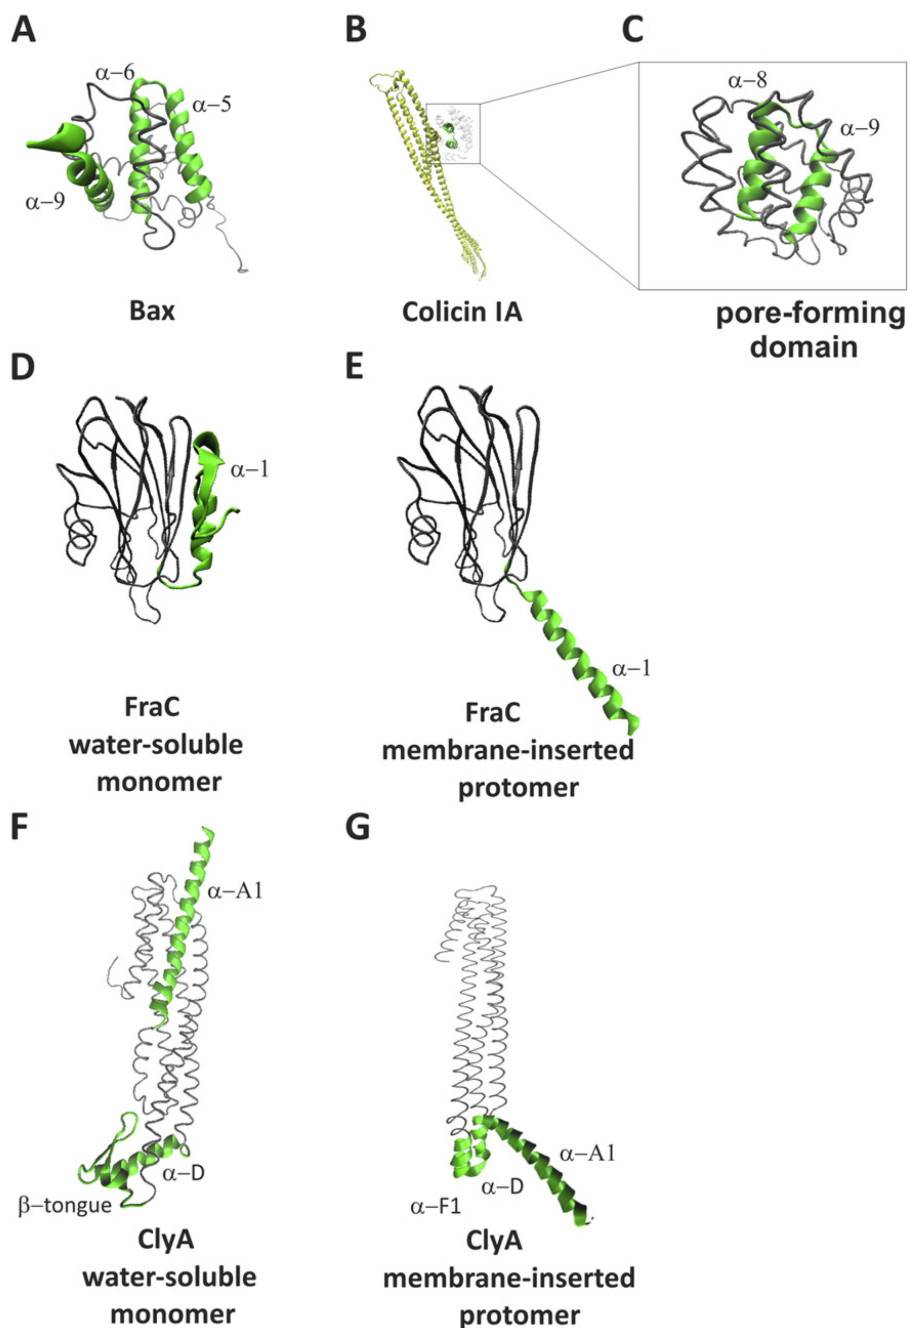 A
B
C
α−6
α−5
α−9
Bax
Colicin IA
α−8
α−9
pore-forming
domain
D
E
α−1
FraC
water-soluble
monomer
α−1
FraC
membrane-inserted
protomer
F
G
α−A1
α−D
β−tongue
ClyA
water-soluble
monomer
α−A1
α−D
α−F1
ClyA
membrane-inserted
protomer